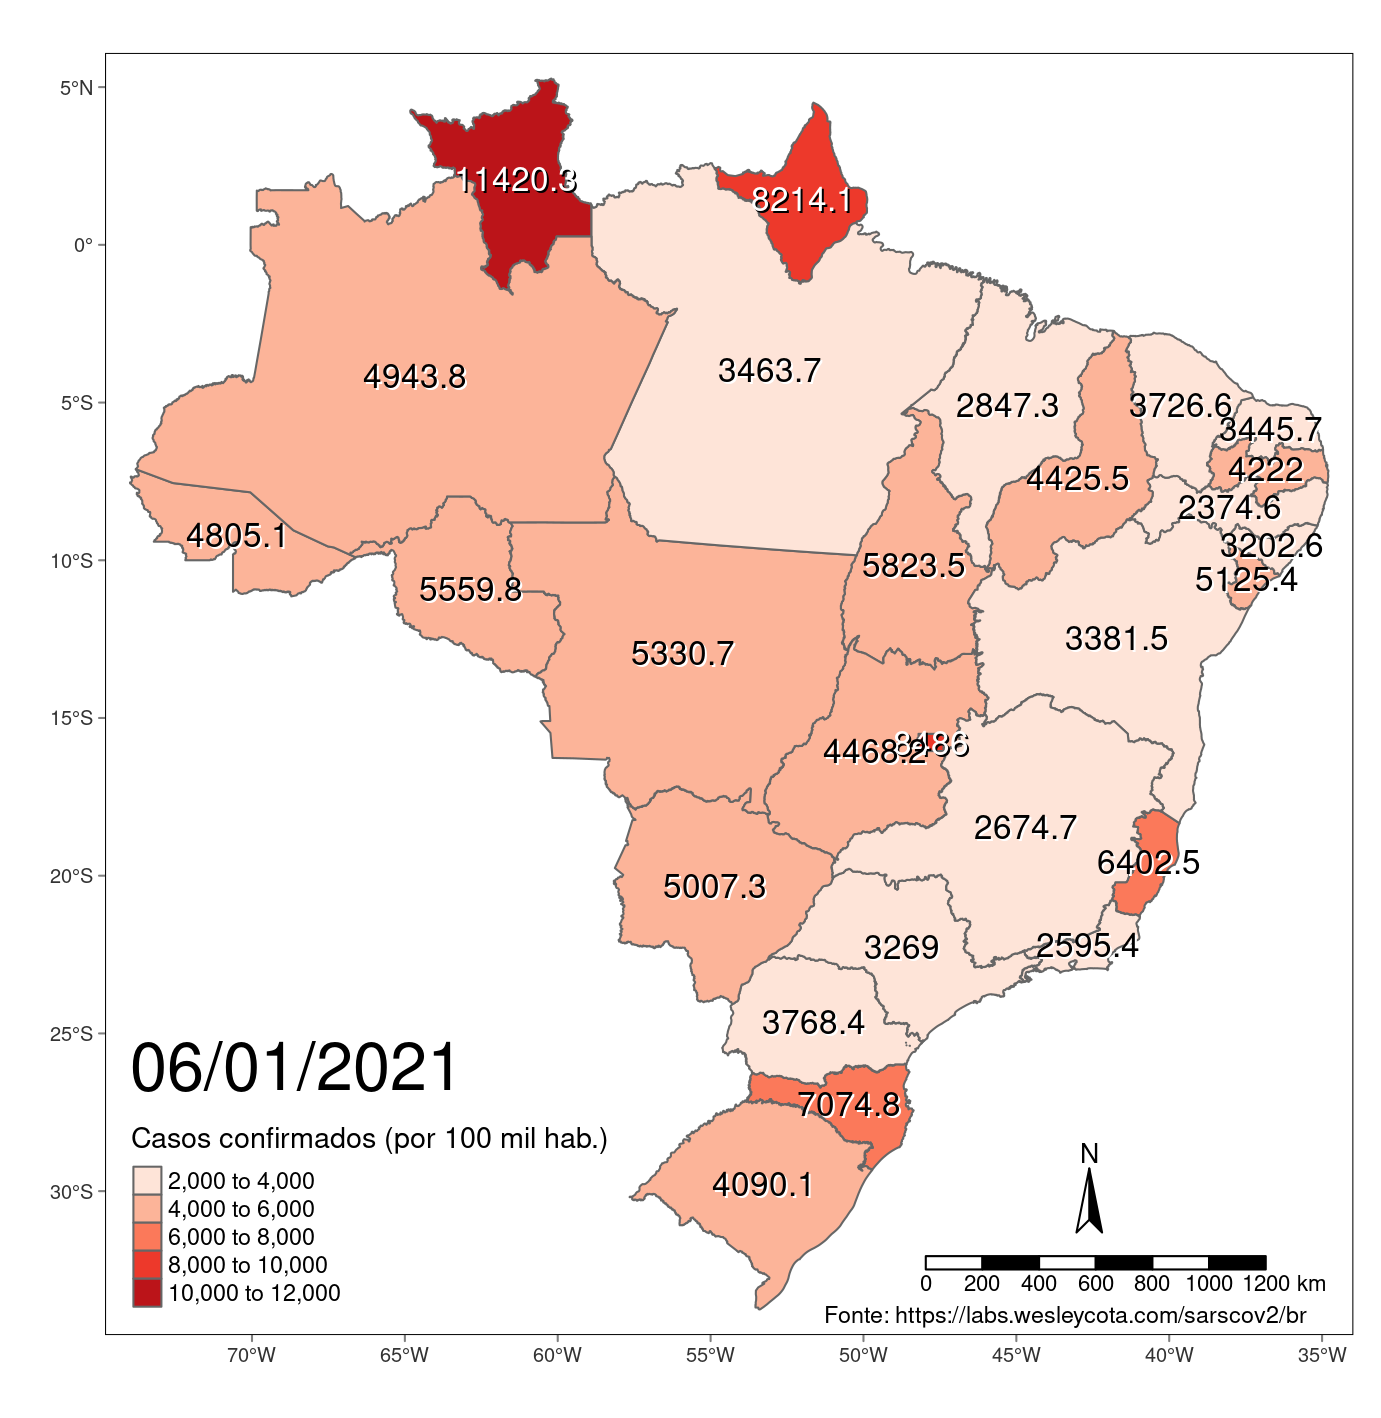 5°N
0°
5°S
10°S
15°S
20°S
25°S
30°S
11420.3
8214.1
4943.8
3463.7
2847.3
3726.6
3445.7
4425.5
4222
2374.6
4805.1
3202.6
5823.5
5125.4
5559.8
3381.5
5330.7
4468.2
8486
2674.7
6402.5
5007.3
3269
2595.4
3768.4
7074.8
4090.1
06/01/2021
Casos confirmados (por 100 mil hab.)
2,000 to 4,000
4,000 to 6,000
6,000 to 8,000
8,000 to 10,000
10,000 to 12,000
N
0 200 400 600 800 1000 1200 km
Fonte: https://labs.wesleycota.com/sarscov2/br
70°W 65°W 60°W 55°W 50°W 45°W 40°W 35°W